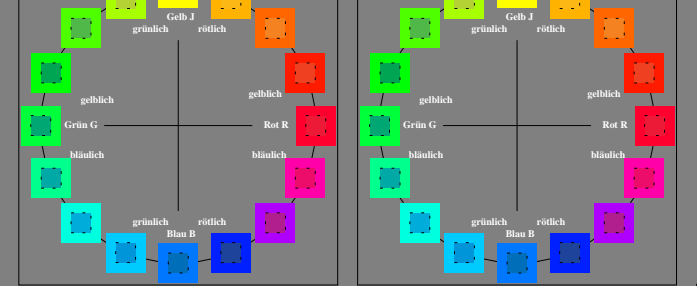 Gelb J
grünlich rötlich
gelblich gelblich
Grün G Rot R
bläulich bläulich
grünlich rötlich
Blau B
Gelb J
grünlich rötlich
gelblich
Grün G Rot R
bläulich bläulich
grünlich rötlich
Blau B